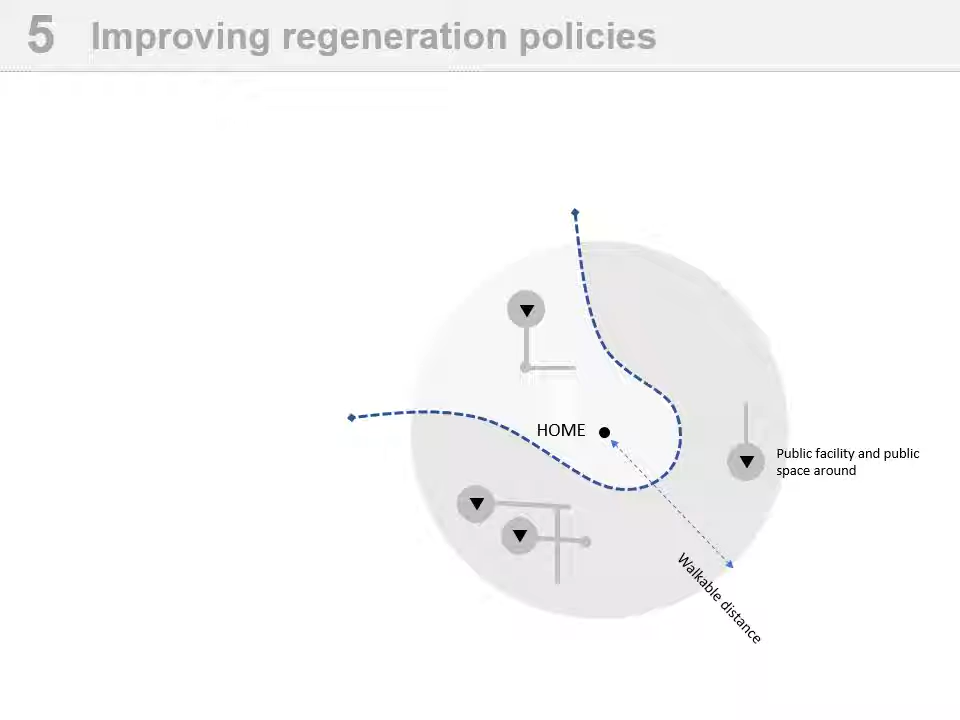 5 Improving regeneration policies
HOME
Public facility and public
space around
Walkable distance